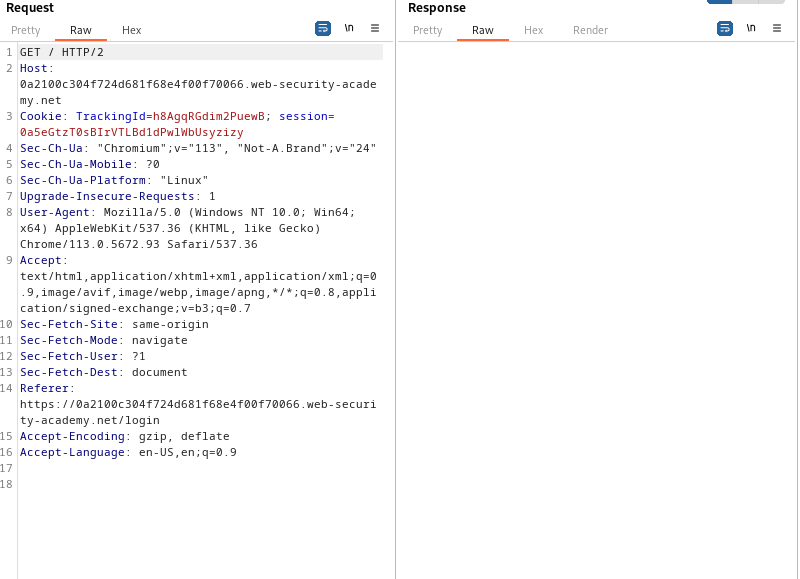 Request
Response
Pretty Raw Hex
\n
Pretty Raw Hex Render
\n
1 GET / HTTP/2
2 Host:
0a2100c304f724d681f68e4f00f70066.web-security-acade
my.net
3 Cookie: TrackingId=h8AgqRGdim2PuewB; session=
0a5eGtzT0sBIrVTLBd1dPwlWbUsyzizy
4 Sec-Ch-Ua: "Chromium";v="113", "Not-A.Brand";v="24"
5 Sec-Ch-Ua-Mobile: ?0
6 Sec-Ch-Ua-Platform: "Linux"
7 Upgrade-Insecure-Requests: 1
8 User-Agent: Mozilla/5.0 (Windows NT 10.0; Win64;
x64) AppleWebKit/537.36 (KHTML, like Gecko)
Chrome/113.0.5672.93 Safari/537.36
9 Accept:
text/html,application/xhtml+xml,application/xml;q=0
.9,image/avif,image/webp,image/apng,*/*;q=0.8,appli
cation/signed-exchange;v=b3;q=0.7
10 Sec-Fetch-Site: same-origin
11 Sec-Fetch-Mode: navigate
12 Sec-Fetch-User: ?1
13 Sec-Fetch-Dest: document
14 Referer:
https://0a2100c304f724d681f68e4f00f70066.web-securi
ty-academy.net/login
15 Accept-Encoding: gzip, deflate
16 Accept-Language: en-US,en;q=0.9
17
18